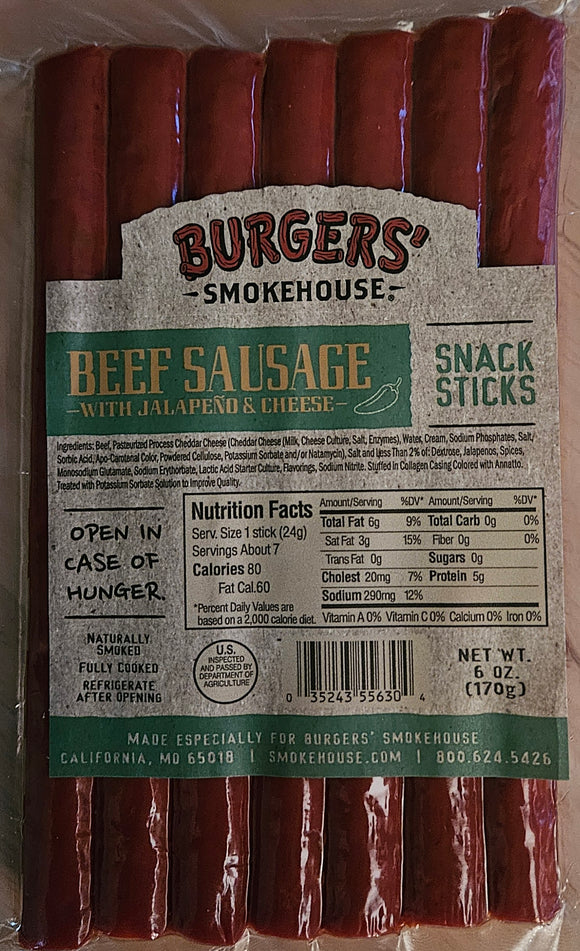 BURGERS'
SMOKEHOUSE®
BEEF SAUSAGE
WITH JALAPEÑO & CHEESE
SNACK
STICKS
Ingredients: Beef, Pasteurized Process Cheddar Cheese (Cheddar Cheese (Milk, Cheese Culture, Salt, Enzymes), Water, Cream, Sodium Phosphates, Salt,
Sorbic Acid, Apo-Carotenal Color, Powdered Cellulose, Potassium Sorbate and/or Natamycin), Salt and Less Than 2% of: Dextrose, Jalapenos, Spices,
Monosodium Glutamate, Sodium Erythorbate, Lactic Acid Starter Culture, Flavorings, Sodium Nitrite. Stuffed in Collagen Casing Colored with Annatto.
Treated with Potassium Sorbate Solution to Improve Quality.
OPEN IN
CASE OF
HUNGER.
NATURALLY
SMOKED
FULLY COOKED
REFRIGERATE
AFTER OPENING
Nutrition Facts
Serv. Size 1 stick (24g)
Servings About 7
Calories 80
Fat Cal. 60
*Percent Daily Values are
based on a 2,000 calorie diet.
Amount/Serving %DV* Amount/Serving %DV*
Total Fat 6g 9% Total Carb 0g 0%
Sat Fat 3g 15% Fiber 0g 0%
Trans Fat 0g Sugars 0g
Cholest 20mg 7% Protein 5g
Sodium 290mg 12%
Vitamin A 0% Vitamin C 0% Calcium 0% Iron 0%
U.S.
INSPECTED
AND PASSED BY
DEPARTMENT OF
AGRICULTURE
0 35243 55630 4
NET WT.
6 OZ.
(170g)
MADE ESPECIALLY FOR BURGERS' SMOKEHOUSE
CALIFORNIA, MO 65018 | SMOKEHOUSE.COM | 800.624.5426